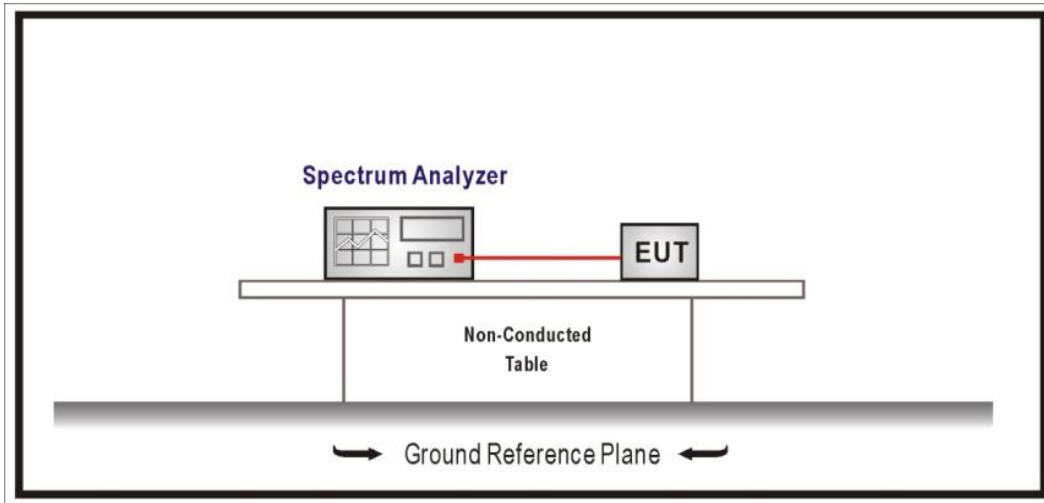 Spectrum Analyzer
EUT
Non-Conducted
Table
Ground Reference Plane